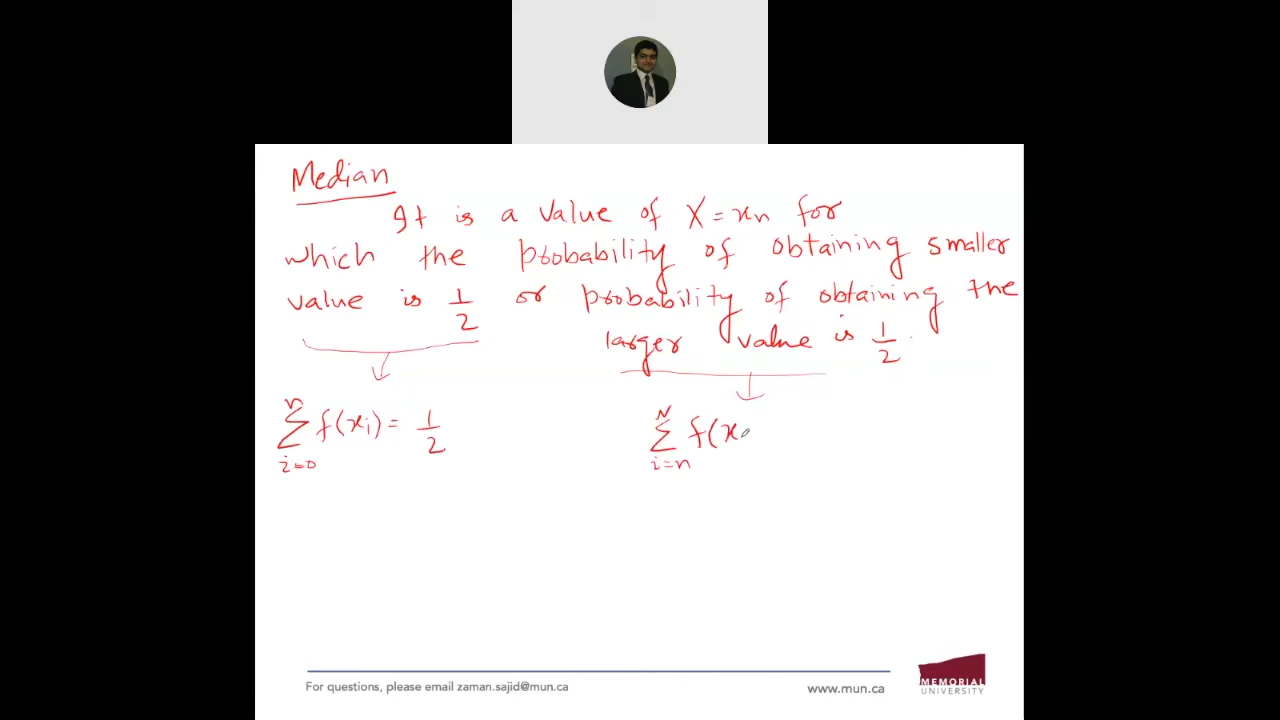 Median
It is a value of X = xn for
which the probability of obtaining smaller
value is 1/2 or probability of obtaining the
larger value is 1/2.
n
∑ f(xi) = 1/2
i=0
N
∑ f(x
i=n
For questions, please email zaman.sajid@mun.ca
www.mun.ca
MEMORIAL
UNIVERSITY